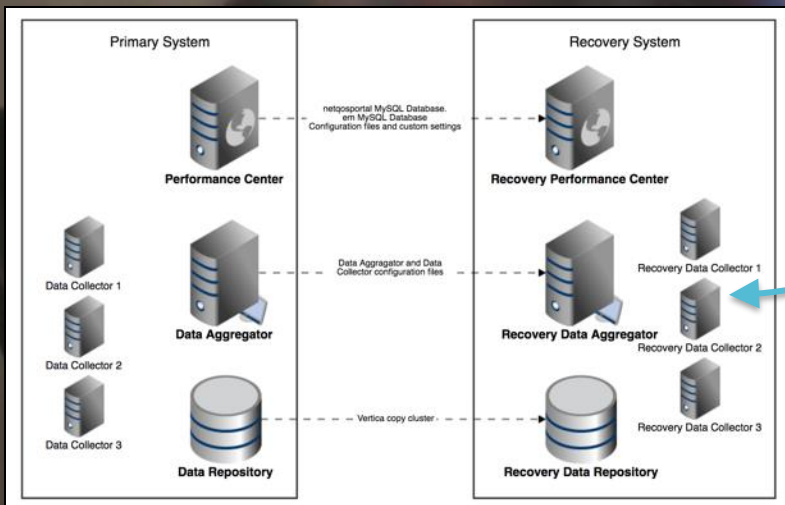 Primary System
Recovery System
netqosportal MySQL Database.
em MySQL Database
Configuration files and custom settings
Performance Center
Recovery Performance Center
Data Collector 1
Data Aggragator and Data
Collector configuration files
Recovery Data Collector 1
Data Aggregator
Recovery Data Aggregator
Data Collector 2
Recovery Data Collector 2
Vertica copy cluster
Data Collector 3
Recovery Data Collector 3
Data Repository
Recovery Data Repository